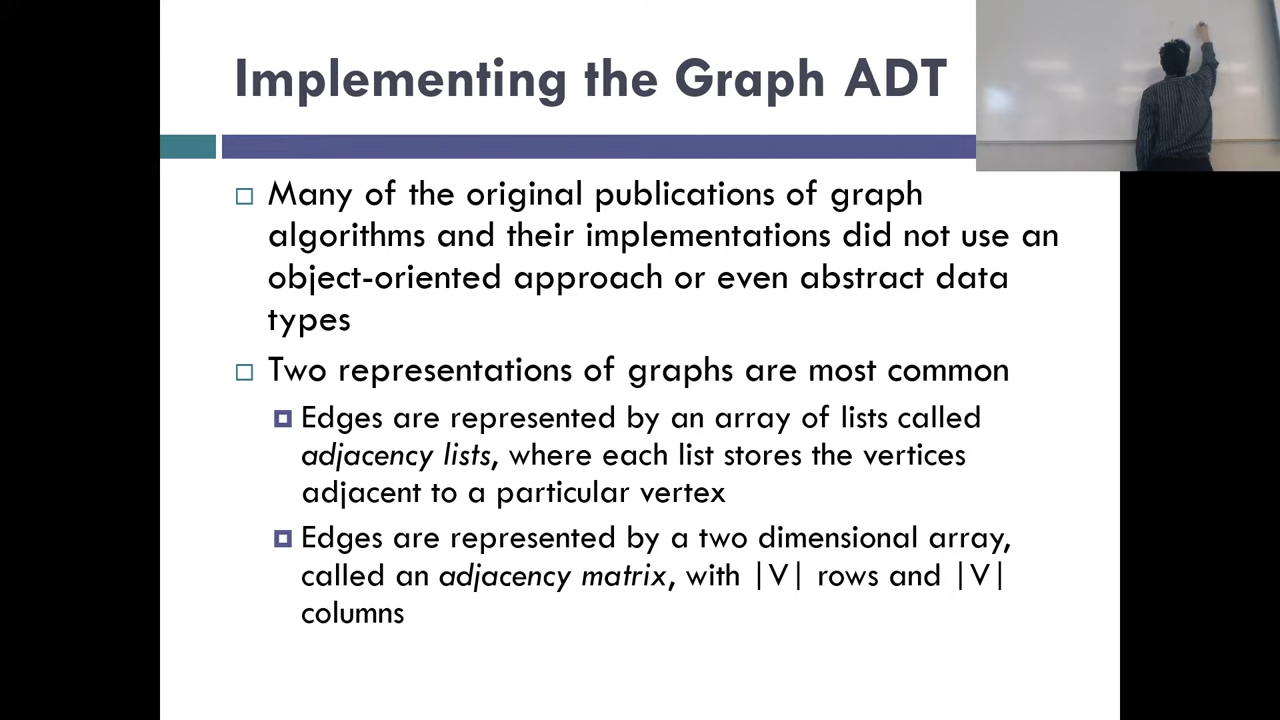 Implementing the Graph ADT
Many of the original publications of graph
algorithms and their implementations did not use an
object-oriented approach or even abstract data
types
Two representations of graphs are most common
Edges are represented by an array of lists called
adjacency lists, where each list stores the vertices
adjacent to a particular vertex
Edges are represented by a two dimensional array,
called an adjacency matrix, with |V| rows and |V|
columns